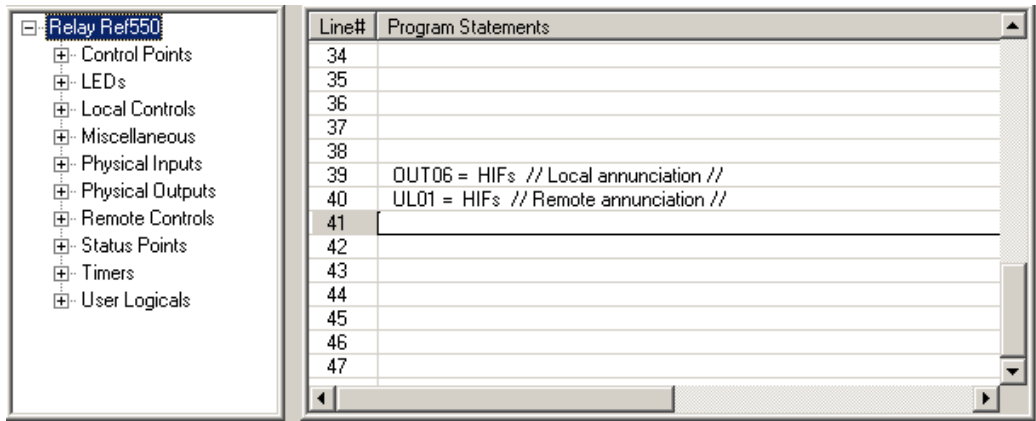 Relay Ref550
Control Points
LEDs
Local Controls
Miscellaneous
Physical Inputs
Physical Outputs
Remote Controls
Status Points
Timers
User Logicals
Line# Program Statements
34
35
36
37
38
39 OUT06 = HIFs // Local annunciation //
40 UL01 = HIFs // Remote annunciation //
41
42
43
44
45
46
47